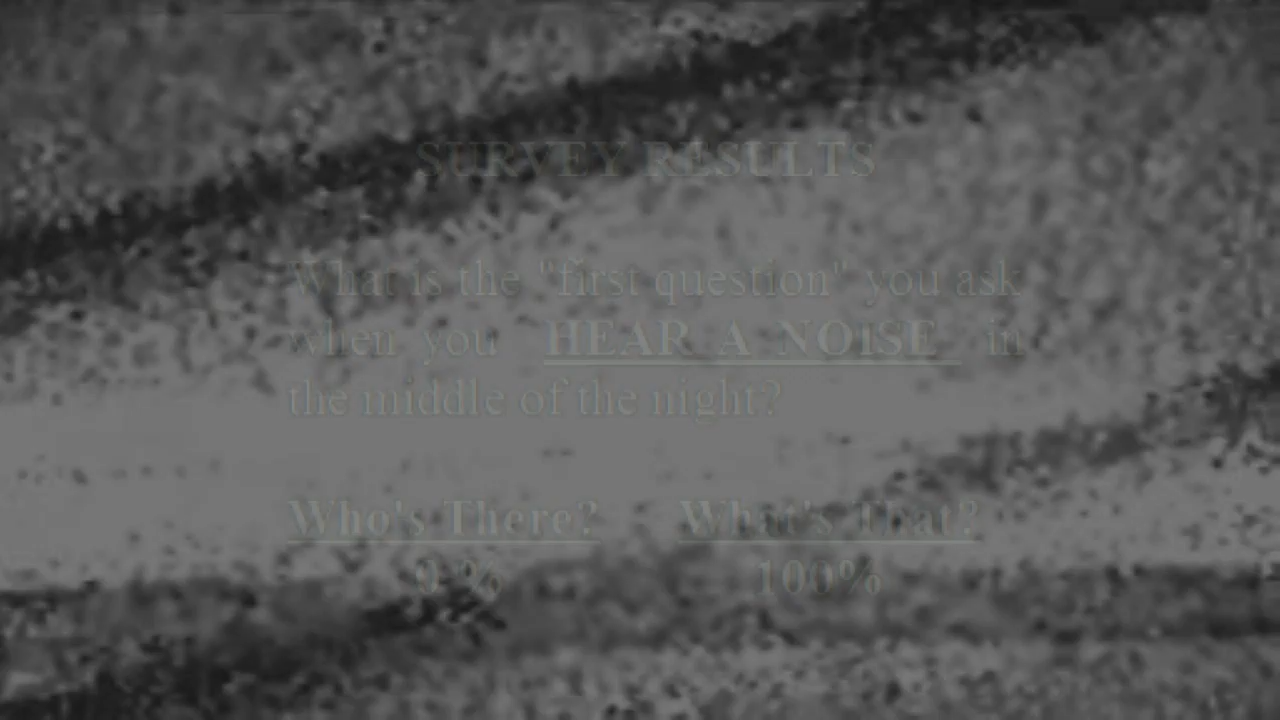 SURVEY RESULTS
What is the "first question" you ask
when you HEAR A NOISE in
the middle of the night?
Who's There? What's That?
0 % 100%